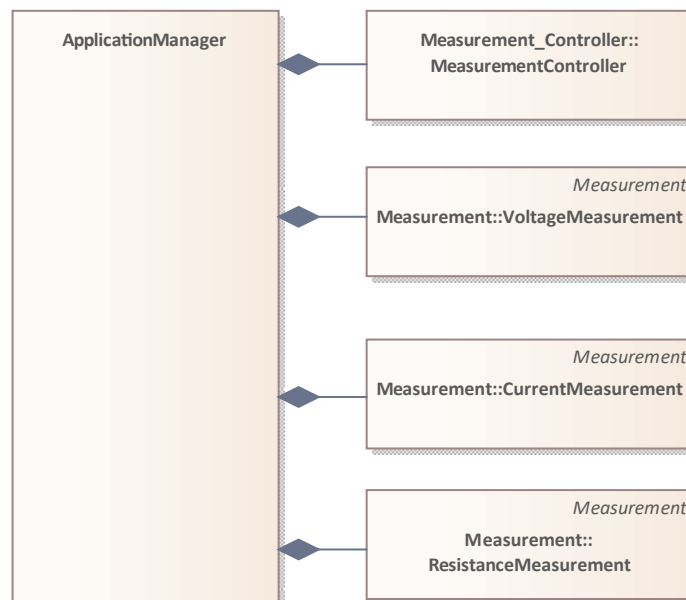 ApplicationManager
Measurement_Controller::
MeasurementController
Measurement
Measurement::VoltageMeasurement
Measurement
Measurement::CurrentMeasurement
Measurement
Measurement::
ResistanceMeasurement